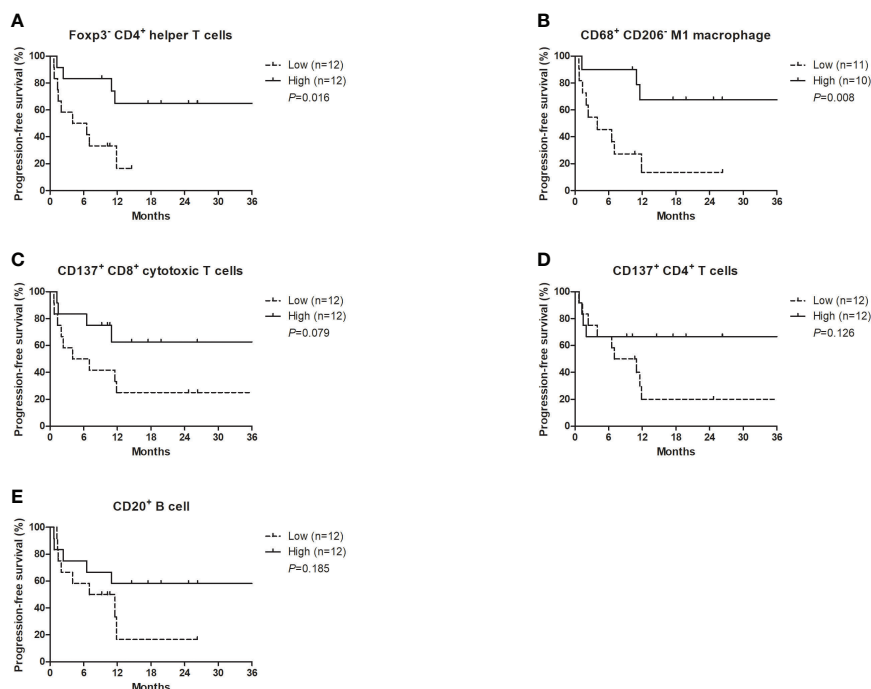 A
Foxp3⁻ CD4⁺ helper T cells
Progression-free survival (%)
100
80
60
40
20
0
0 6 12 18 24 30 36
Months
Low (n=12)
High (n=12)
P=0.016
B
CD68⁺ CD206⁻ M1 macrophage
Progression-free survival (%)
100
80
60
40
20
0
0 6 12 18 24 30 36
Months
Low (n=11)
High (n=10)
P=0.008
C
CD137⁺ CD8⁺ cytotoxic T cells
Progression-free survival (%)
100
80
60
40
20
0
0 6 12 18 24 30 36
Months
Low (n=12)
High (n=12)
P=0.079
D
CD137⁺ CD4⁺ T cells
Progression-free survival (%)
100
80
60
40
20
0
0 6 12 18 24 30 36
Months
Low (n=12)
High (n=12)
P=0.126
E
CD20⁺ B cell
Progression-free survival (%)
100
80
60
40
20
0
0 6 12 18 24 30 36
Months
Low (n=12)
High (n=12)
P=0.185